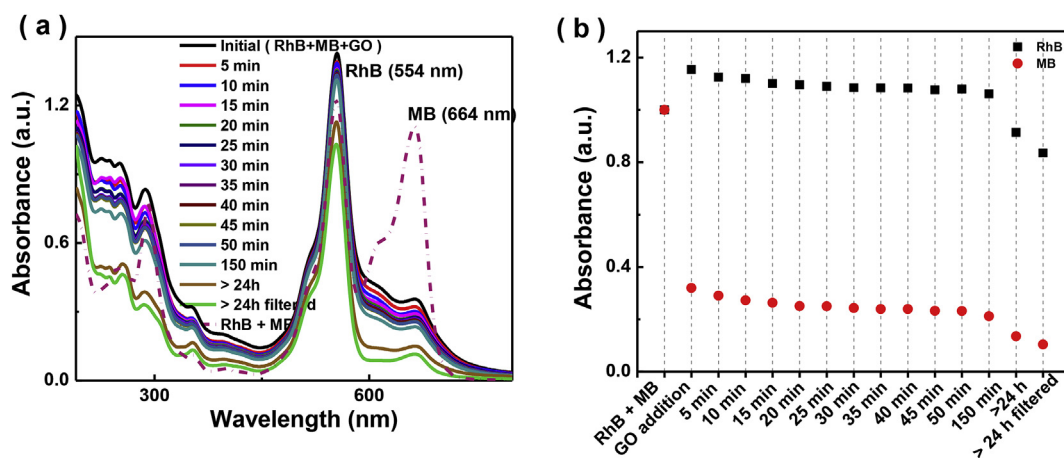 ( a )
Absorbance (a.u.)
1.2
0.6
0.0
Initial ( RhB+MB+GO )
5 min
10 min
15 min
20 min
25 min
30 min
35 min
40 min
45 min
50 min
150 min
> 24h
> 24h filtered
RhB + MB
RhB (554 nm)
MB (664 nm)
300
600
Wavelength (nm)
( b )
Absorbance (a.u.)
1.2
0.8
0.4
0.0
RhB
MB
RhB + MB
GO addition
5 min
10 min
15 min
20 min
25 min
30 min
35 min
40 min
45 min
50 min
150 min
>24 h
> 24 h filtered